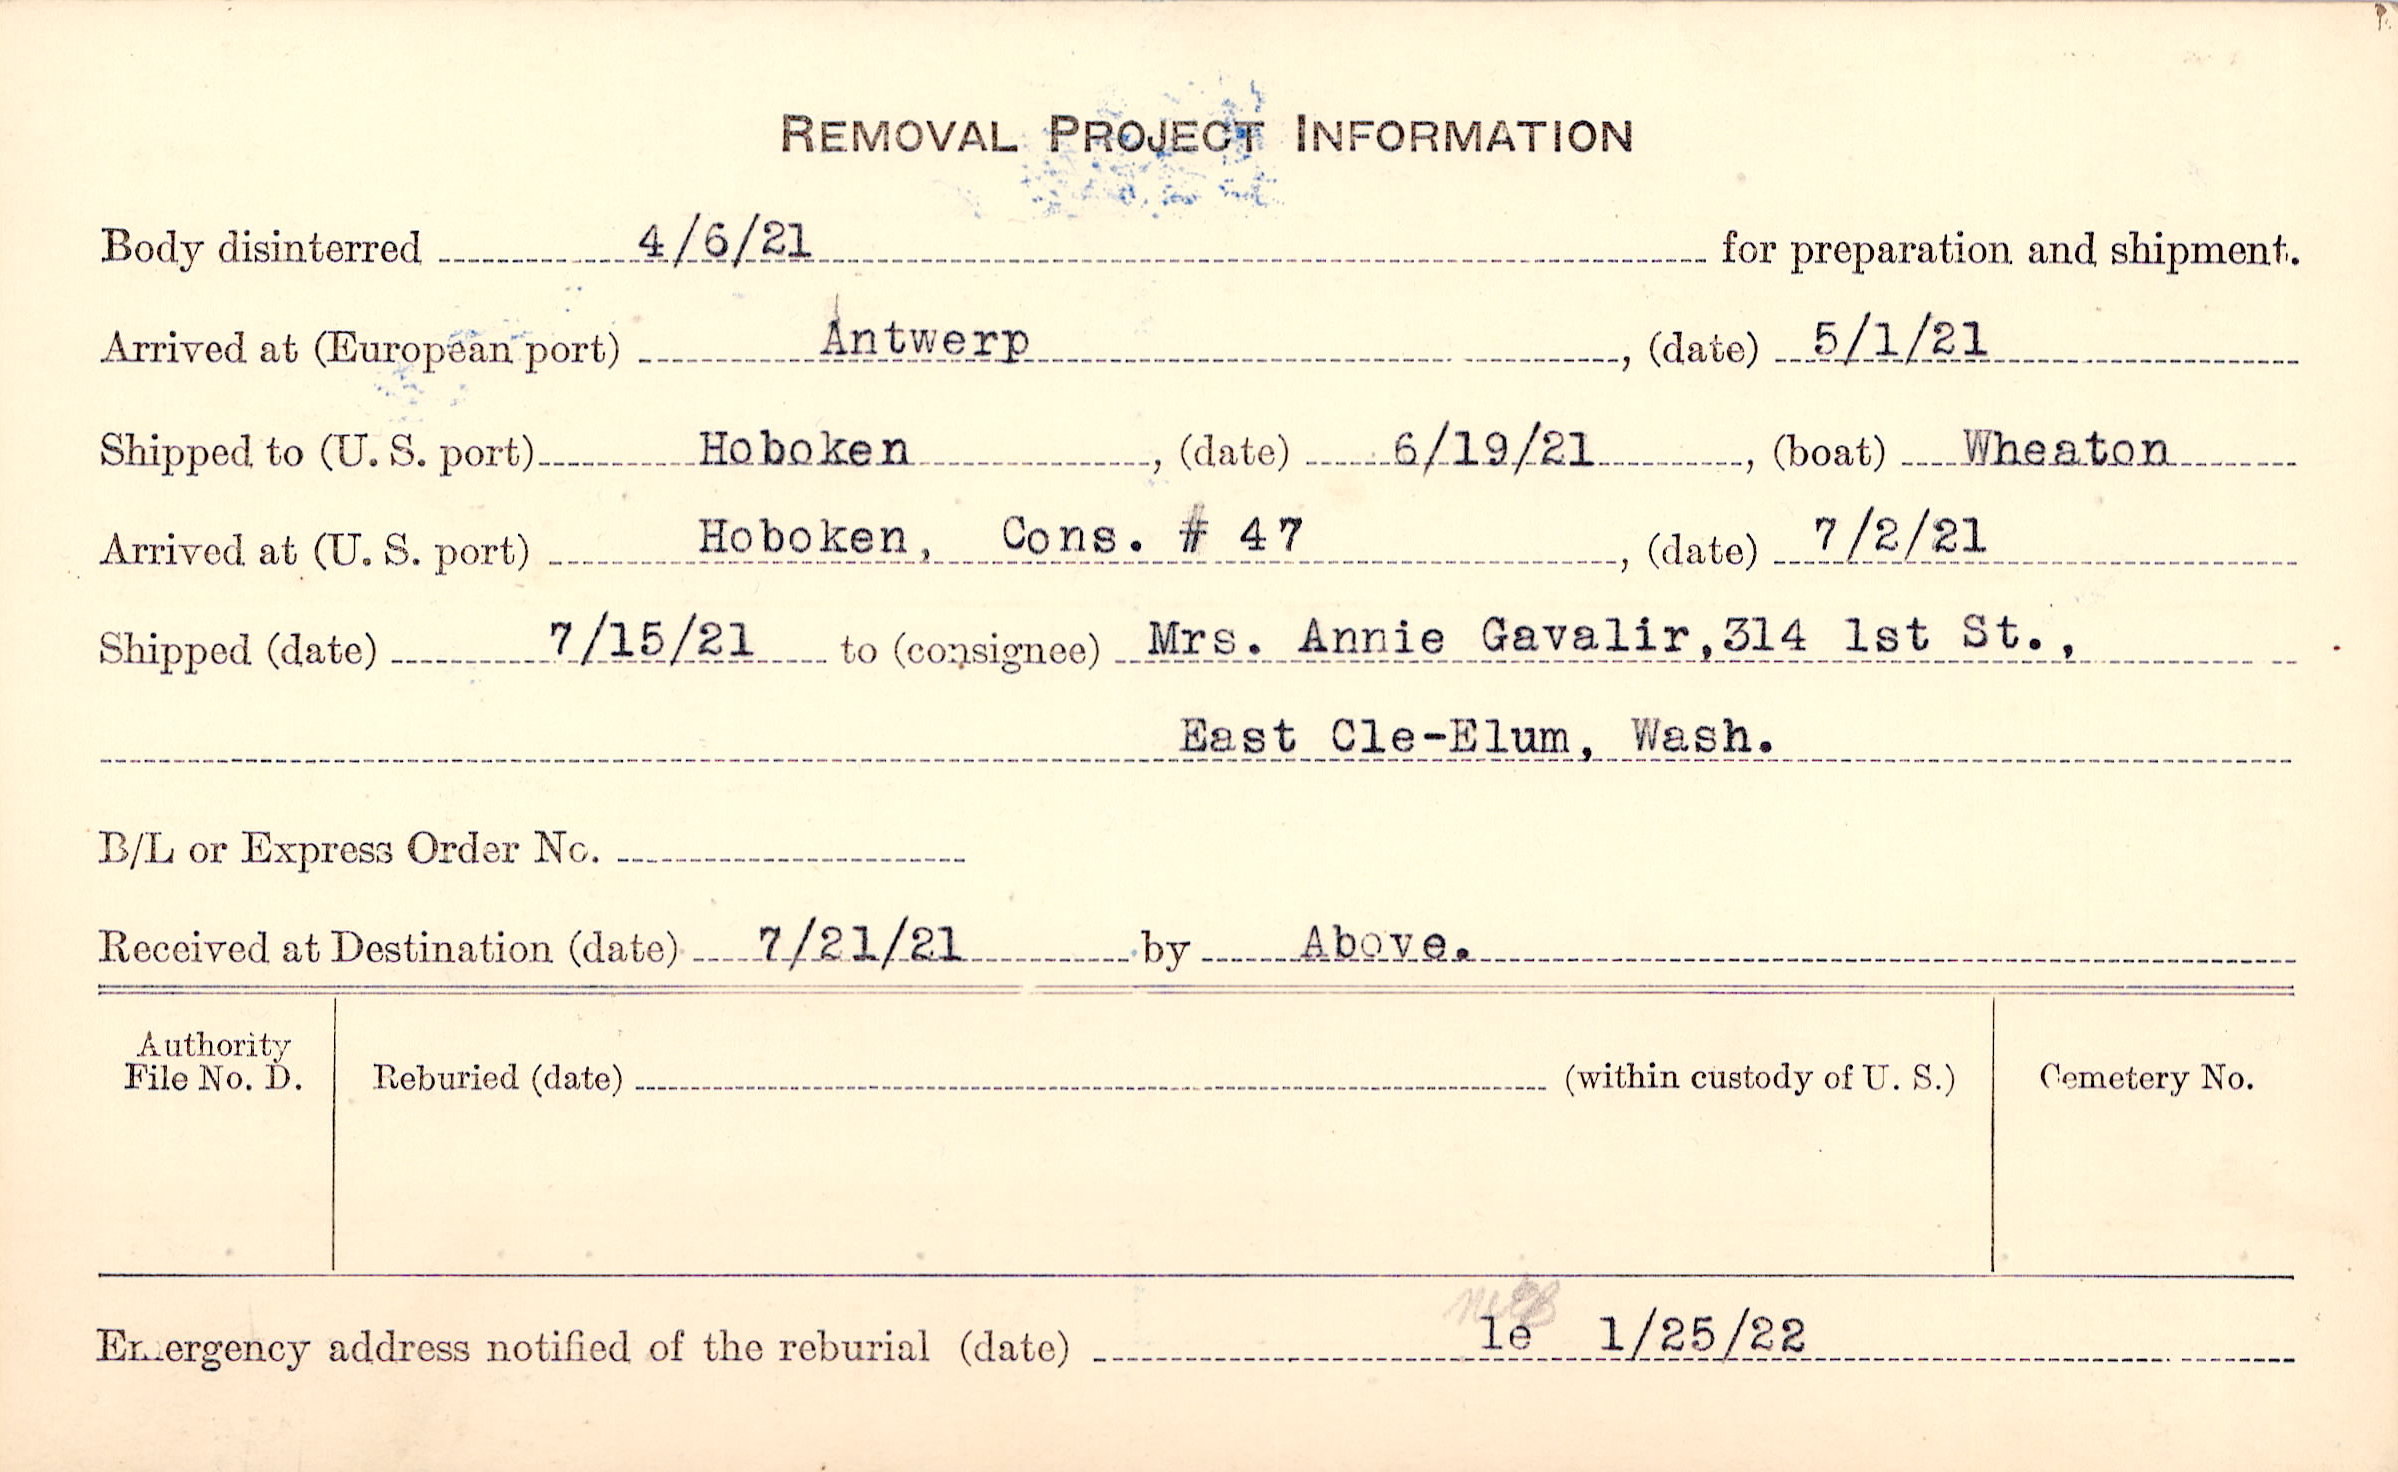 REMOVAL PROJECT INFORMATION
Body disinterred 4/6/21 for preparation and shipment.
Arrived at (European port) Antwerp, (date) 5/1/21
Shipped to (U. S. port) Hoboken, (date) 6/19/21, (boat) Wheaton
Arrived at (U. S. port) Hoboken, Cons. # 47, (date) 7/2/21
Shipped (date) 7/15/21 to (consignee) Mrs. Annie Gavalir,314 1st St.,
East Cle-Elum, Wash.
B/L or Express Order No.
Received at Destination (date) 7/21/21 by Above.
Authority
File No. D.
Reburied (date) (within custody of U. S.)
Cemetery No.
Emergency address notified of the reburial (date) le 1/25/22